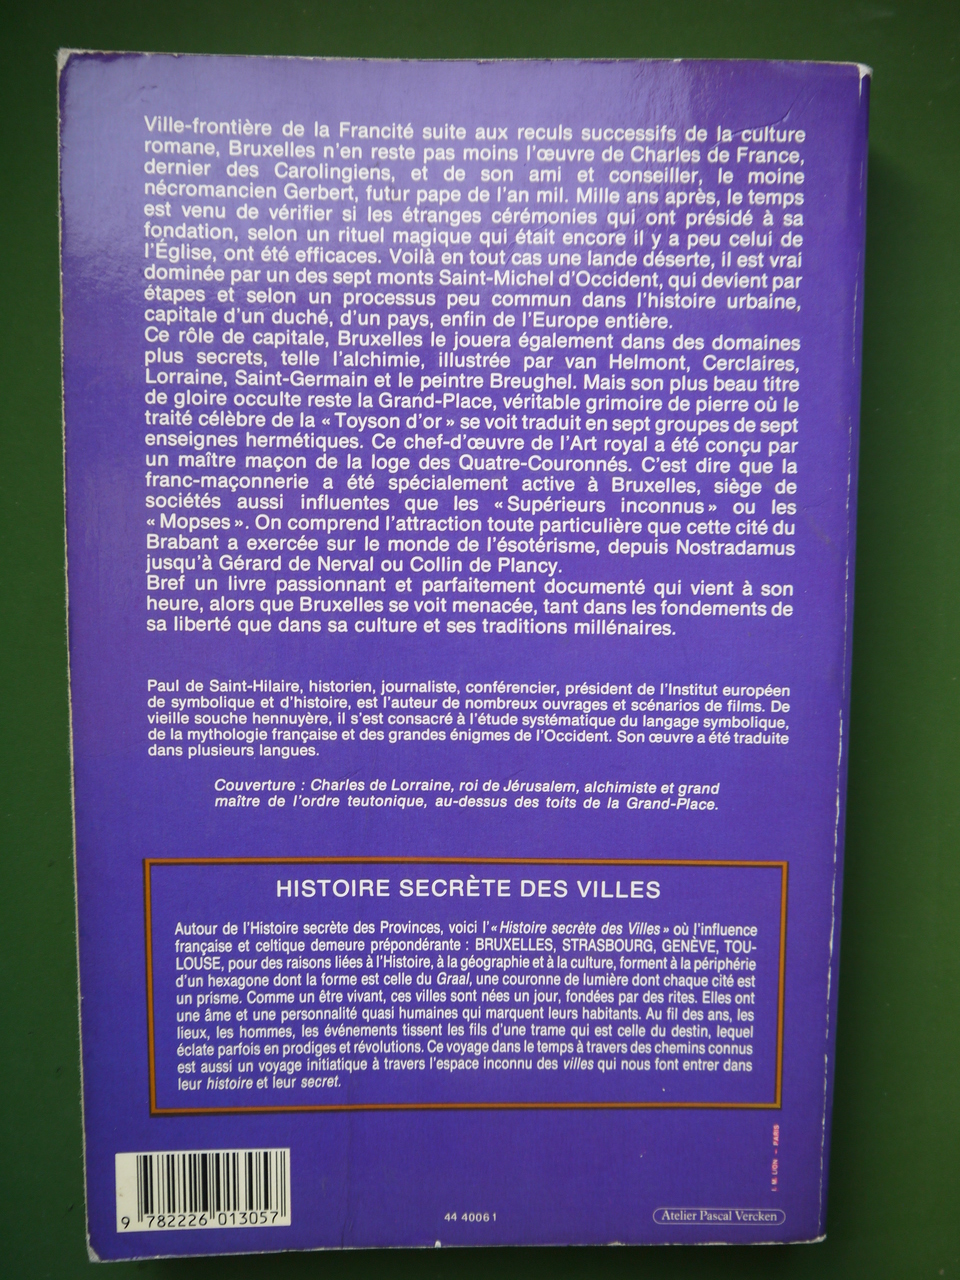 Ville-frontière de la Francité suite aux reculs successifs de la culture
romane, Bruxelles n'en reste pas moins l'œuvre de Charles de France,
dernier des Carolingiens, et de son ami et conseiller, le moine
nécromancien Gerbert, futur pape de l'an mil. Mille ans après, le temps
est venu de vérifier si les étranges cérémonies qui ont présidé à sa
fondation, selon un rituel magique qui était encore il y a peu celui de
l'Église, ont été efficaces. Voilà en tout cas une lande déserte, il est vrai
dominée par un des sept monts Saint-Michel d'Occident, qui devient par
étapes et selon un processus peu commun dans l'histoire urbaine,
capitale d'un duché, d'un pays, enfin de l'Europe entière.
Ce rôle de capitale, Bruxelles le jouera également dans des domaines
plus secrets, telle l'alchimie, illustrée par van Helmont, Cerclaires,
Lorraine, Saint-Germain et le peintre Breughel. Mais son plus beau titre
de gloire occulte reste la Grand-Place, véritable grimoire de pierre où le
traité célèbre de la « Toyson d'or » se voit traduit en sept groupes de sept
enseignes hermétiques. Ce chef-d'œuvre de l'Art royal a été conçu par
un maître maçon de la loge des Quatre-Couronnés. C'est dire que la
franc-maçonnerie a été spécialement active à Bruxelles, siège de
sociétés aussi influentes que les « Supérieurs inconnus » ou les
« Mopses ». On comprend l'attraction toute particulière que cette cité du
Brabant a exercée sur le monde de l'ésotérisme, depuis Nostradamus
jusqu'à Gérard de Nerval ou Collin de Plancy.
Bref un livre passionnant et parfaitement documenté qui vient à son
heure, alors que Bruxelles se voit menacée, tant dans les fondements de
sa liberté que dans sa culture et ses traditions millénaires.
Paul de Saint-Hilaire, historien, journaliste, conférencier, président de l'Institut européen
de symbolique et d'histoire, est l'auteur de nombreux ouvrages et scénarios de films. De
vieille souche hennuyère, il s'est consacré à l'étude systématique du langage symbolique,
de la mythologie française et des grandes énigmes de l'Occident. Son œuvre a été traduite
dans plusieurs langues.
Couverture : Charles de Lorraine, roi de Jérusalem, alchimiste et grand
maître de l'ordre teutonique, au-dessus des toits de la Grand-Place.
HISTOIRE SECRÈTE DES VILLES
Autour de l'Histoire secrète des Provinces, voici l'« Histoire secrète des Villes » où l'influence
française et celtique demeure prépondérante : BRUXELLES, STRASBOURG, GENÈVE, TOU-
LOUSE, pour des raisons liées à l'Histoire, à la géographie et à la culture, forment à la périphérie
d'un hexagone dont la forme est celle du Graal, une couronne de lumière dont chaque cité est
un prisme. Comme un être vivant, ces villes sont nées un jour, fondées par des rites. Elles ont
une âme et une personnalité quasi humaines qui marquent leurs habitants. Au fil des ans, les
lieux, les hommes, les événements tissent les fils d'une trame qui est celle du destin, lequel
éclate parfois en prodiges et révolutions. Ce voyage dans le temps à travers des chemins connus
est aussi un voyage initiatique à travers l'espace inconnu des villes qui nous font entrer dans
leur histoire et leur secret.
I. M. LION - PARIS
9 782226 013057
44 4006 1
Atelier Pascal Vercken